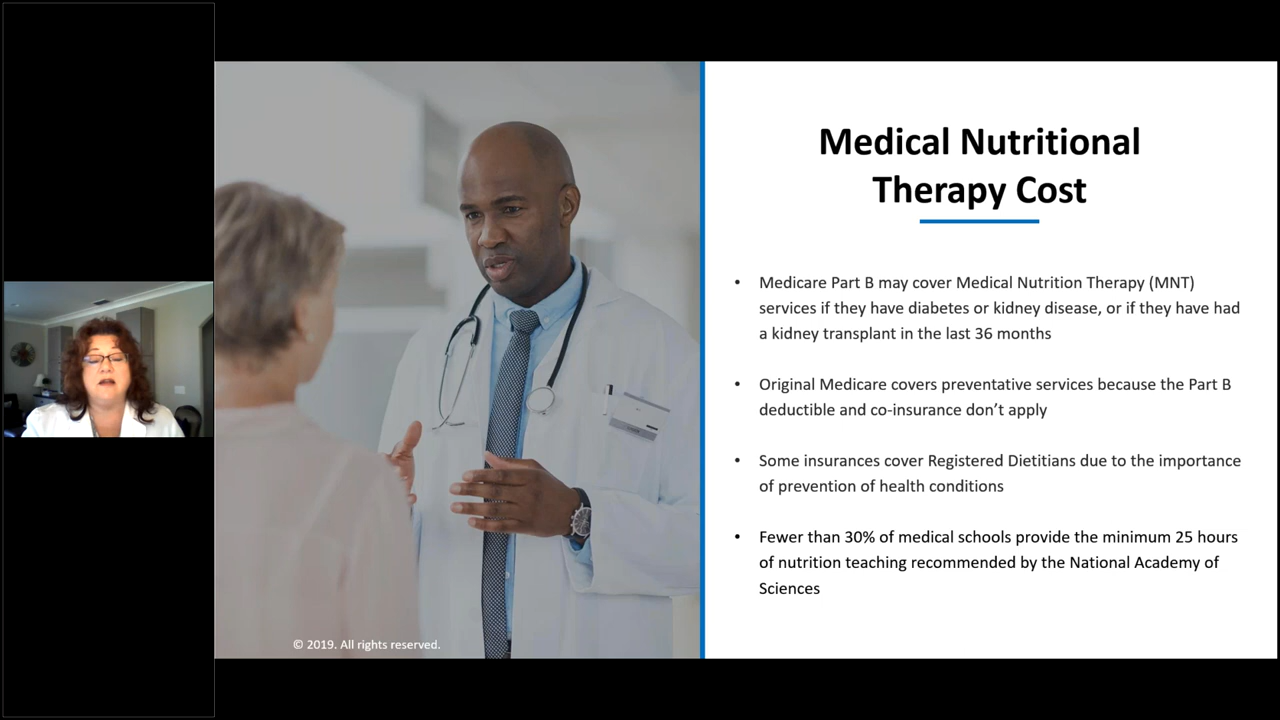 Medical Nutritional
Therapy Cost
• Medicare Part B may cover Medical Nutrition Therapy (MNT)
services if they have diabetes or kidney disease, or if they have had
a kidney transplant in the last 36 months
• Original Medicare covers preventative services because the Part B
deductible and co-insurance don’t apply
• Some insurances cover Registered Dietitians due to the importance
of prevention of health conditions
• Fewer than 30% of medical schools provide the minimum 25 hours
of nutrition teaching recommended by the National Academy of
Sciences
© 2019. All rights reserved.